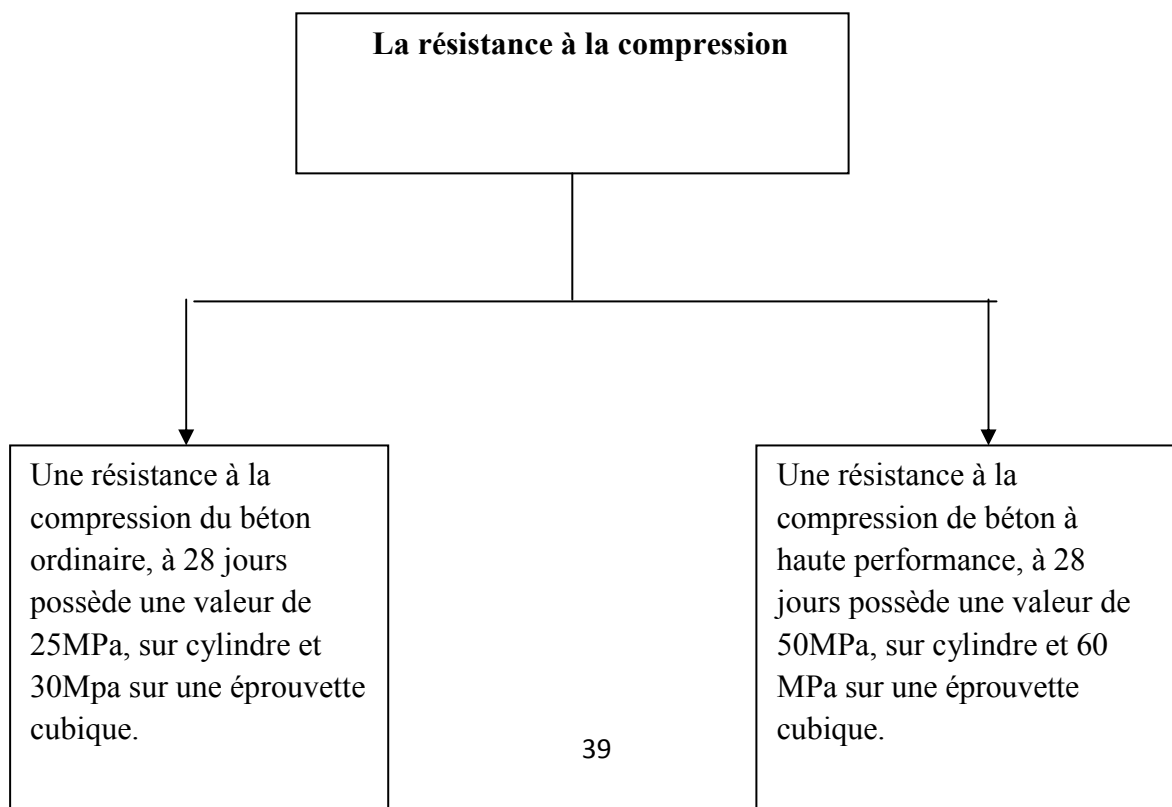 La résistance à la compression
Une résistance à la
compression du béton
ordinaire, à 28 jours
possède une valeur de
25MPa, sur cylindre et
30Mpa sur une éprouvette
cubique.
Une résistance à la
compression de béton à
haute performance, à 28
jours possède une valeur de
50MPa, sur cylindre et 60
MPa sur une éprouvette
cubique.
39